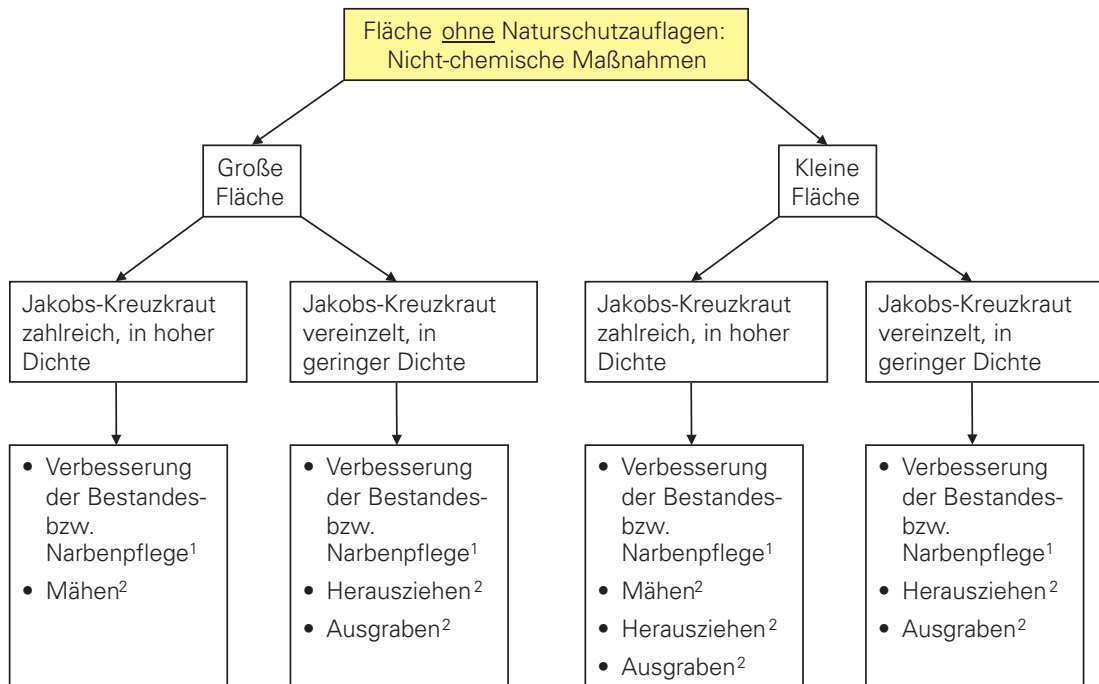 Fläche ohne Naturschutzauflagen:
Nicht-chemische Maßnahmen
Große
Fläche
Kleine
Fläche
Jakobs-Kreuzkraut
zahlreich, in hoher
Dichte
Jakobs-Kreuzkraut
vereinzelt, in
geringer Dichte
Jakobs-Kreuzkraut
zahlreich, in hoher
Dichte
Jakobs-Kreuzkraut
vereinzelt, in
geringer Dichte
• Verbesserung
der Bestandes-
bzw.
Narbenpflege¹
• Mähen²
• Verbesserung
der Bestandes-
bzw.
Narbenpflege¹
• Herausziehen²
• Ausgraben²
• Verbesserung
der Bestandes-
bzw.
Narbenpflege¹
• Mähen²
• Herausziehen²
• Ausgraben²
• Verbesserung
der Bestandes-
bzw.
Narbenpflege¹
• Herausziehen²
• Ausgraben²